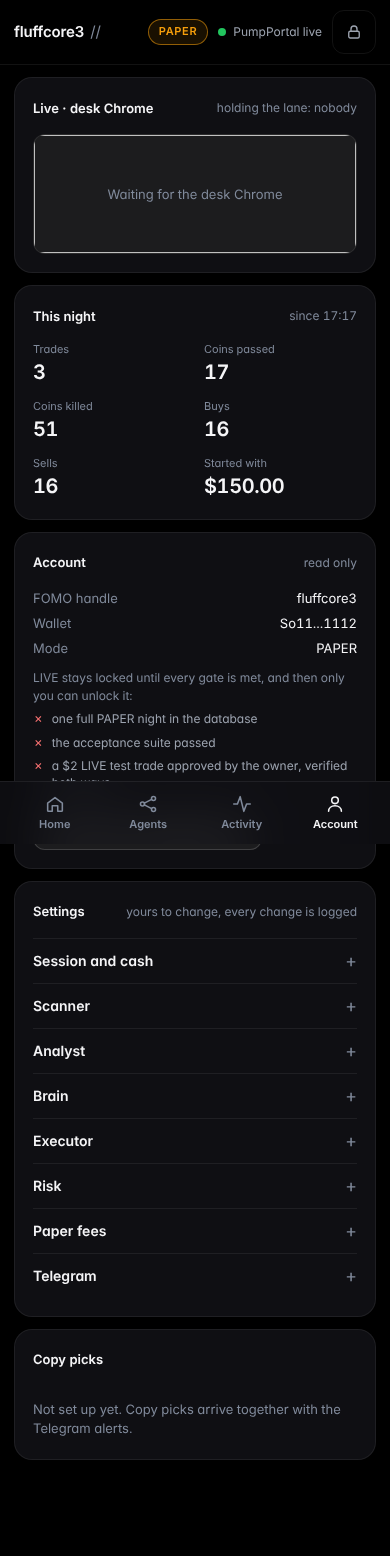 fluffcore3 //
PAPER
PumpPortal live
Live · desk Chrome
holding the lane: nobody
Waiting for the desk Chrome
This night
since 17:17
Trades
Coins passed
3
17
Coins killed
Buys
51
16
Sells
Started with
16
$150.00
Account
read only
FOMO handle
fluffcore3
Wallet
So11…1112
Mode
PAPER
LIVE stays locked until every gate is met, and then only
you can unlock it:
× one full PAPER night in the database
× the acceptance suite passed
× a $2 LIVE test trade approved by the owner, verified
Home
Agents
Activity
Account
Settings
yours to change, every change is logged
Session and cash +
Scanner +
Analyst +
Brain +
Executor +
Risk +
Paper fees +
Telegram +
Copy picks
Not set up yet. Copy picks arrive together with the
Telegram alerts.